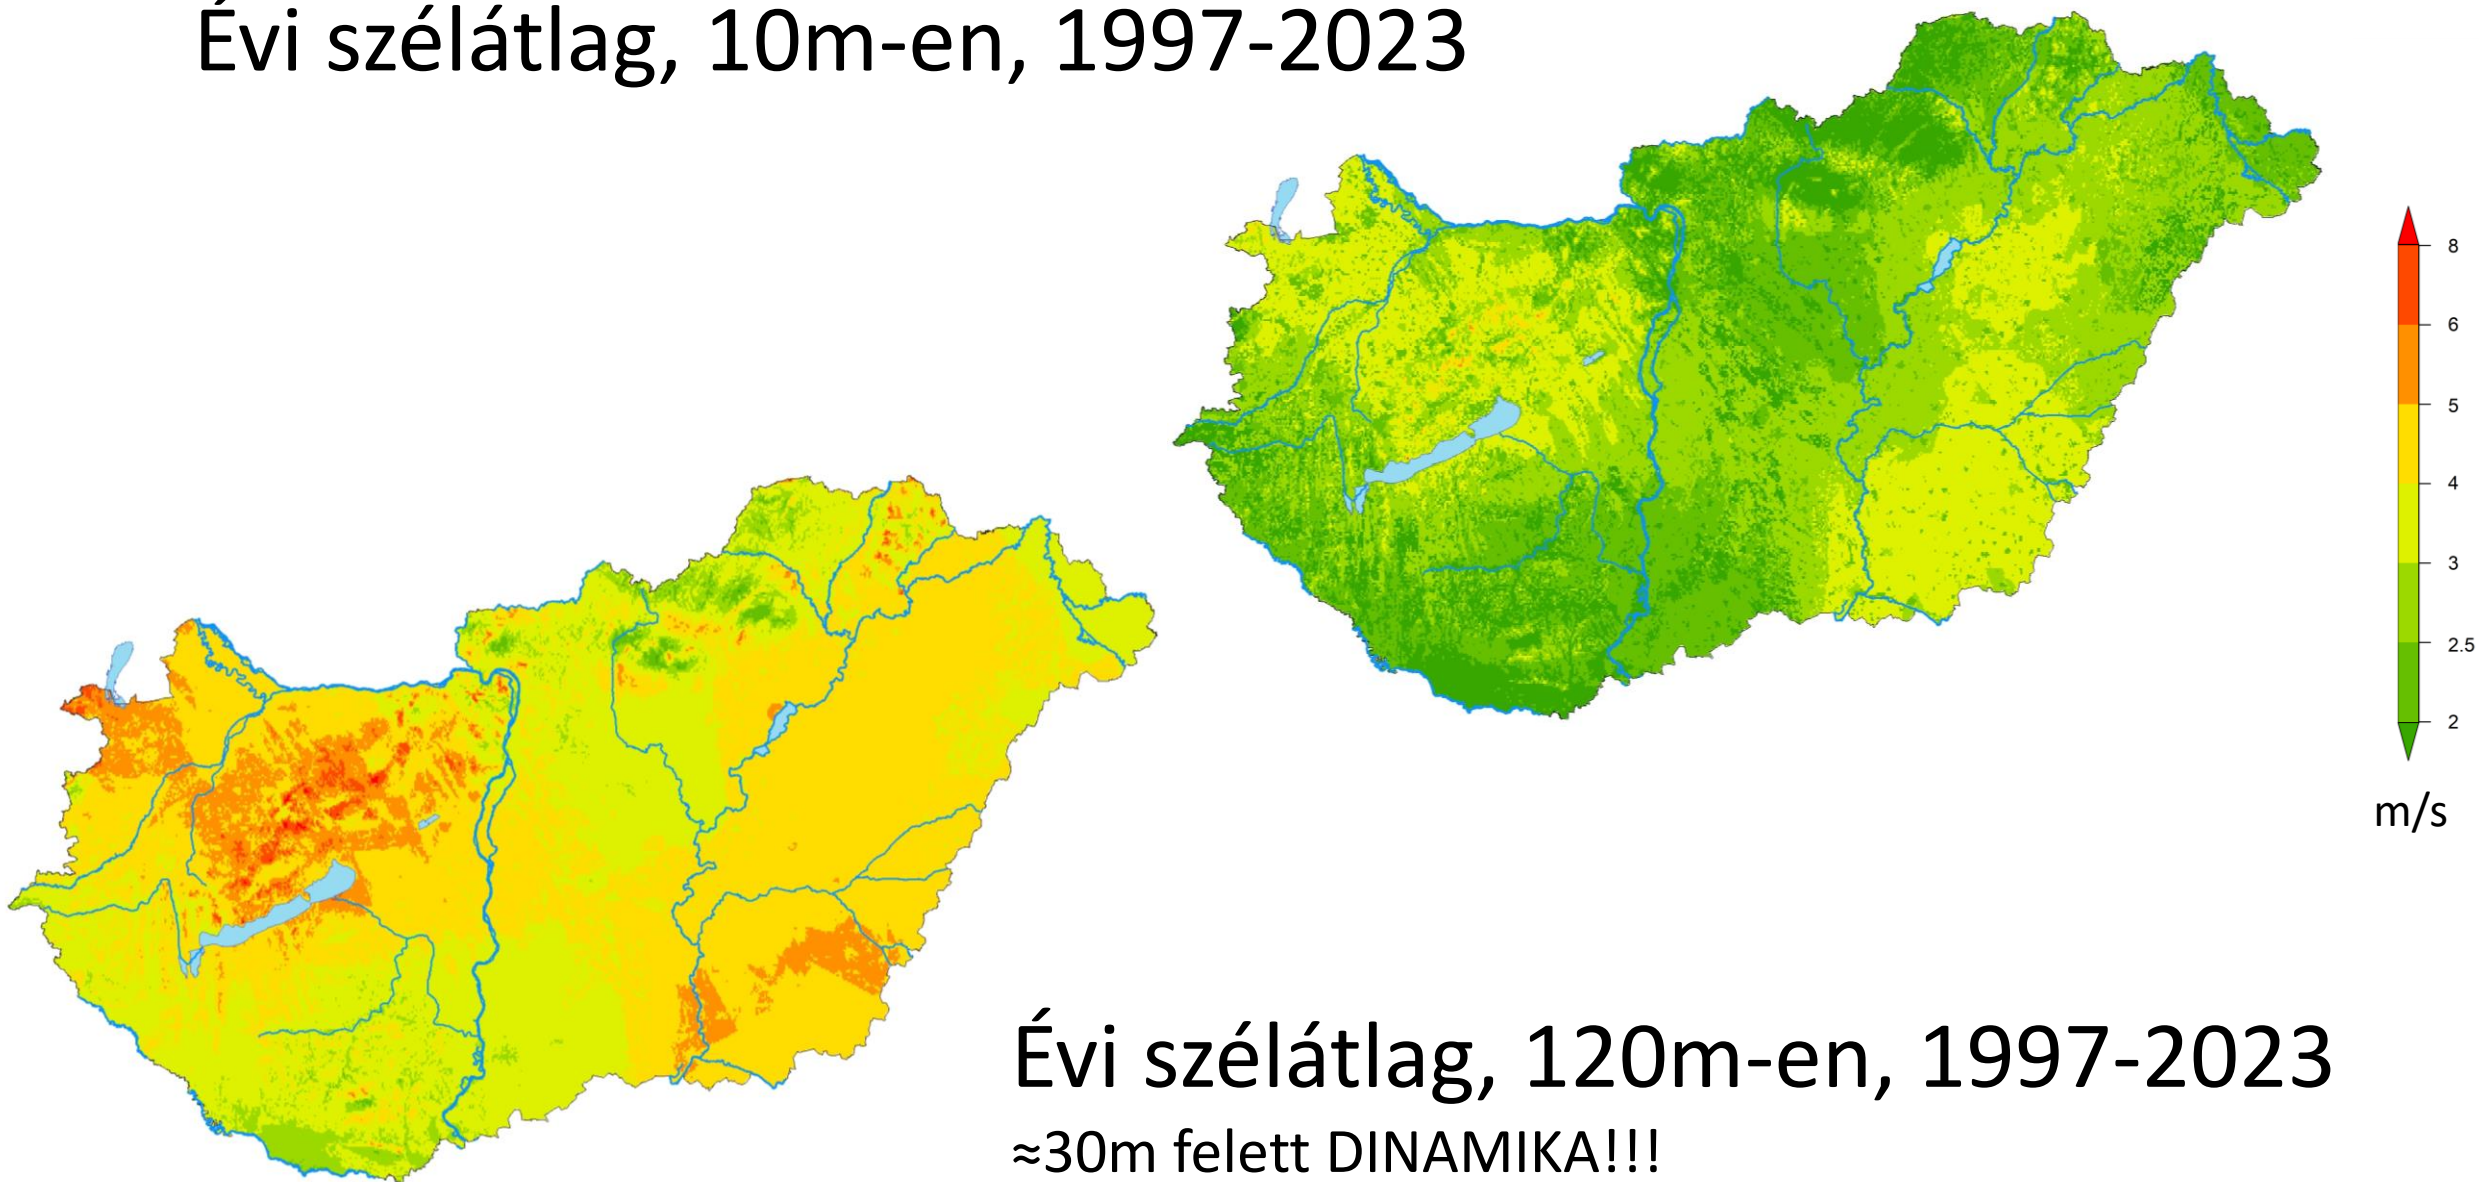 Évi szélátlag, 10m-en, 1997-2023
8
6
5
4
3
2.5
2
m/s
Évi szélátlag, 120m-en, 1997-2023
≈30m felett DINAMIKA!!!